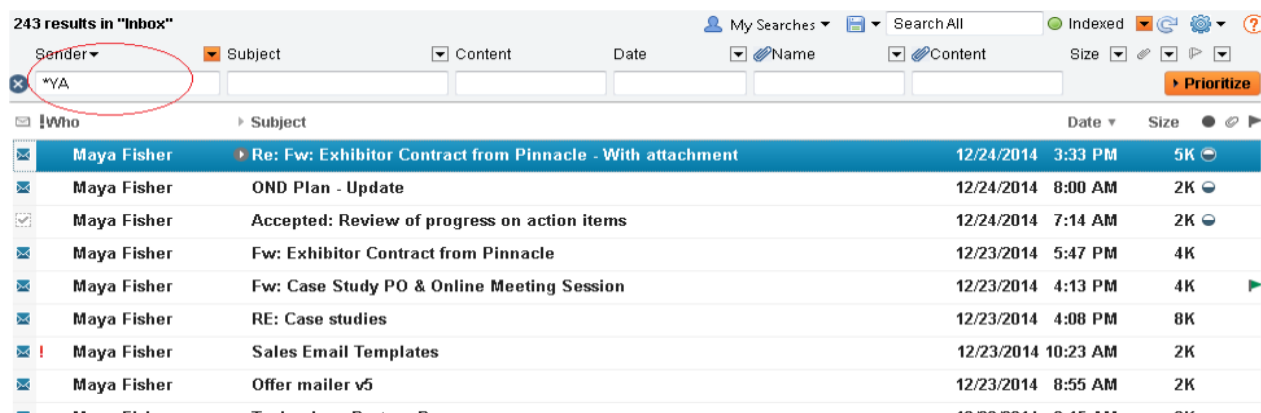 243 results in "Inbox" My Searches Search All Indexed
Sender Subject Content Date Name Content Size
*YA Prioritize
! Who Subject Date Size
Maya Fisher Re: Fw: Exhibitor Contract from Pinnacle - With attachment 12/24/2014 3:33 PM 5K
Maya Fisher OND Plan - Update 12/24/2014 8:00 AM 2K
Maya Fisher Accepted: Review of progress on action items 12/24/2014 7:14 AM 2K
Maya Fisher Fw: Exhibitor Contract from Pinnacle 12/23/2014 5:47 PM 4K
Maya Fisher Fw: Case Study PO & Online Meeting Session 12/23/2014 4:13 PM 4K
Maya Fisher RE: Case studies 12/23/2014 4:08 PM 8K
! Maya Fisher Sales Email Templates 12/23/2014 10:23 AM 2K
Maya Fisher Offer mailer v5 12/23/2014 8:55 AM 2K